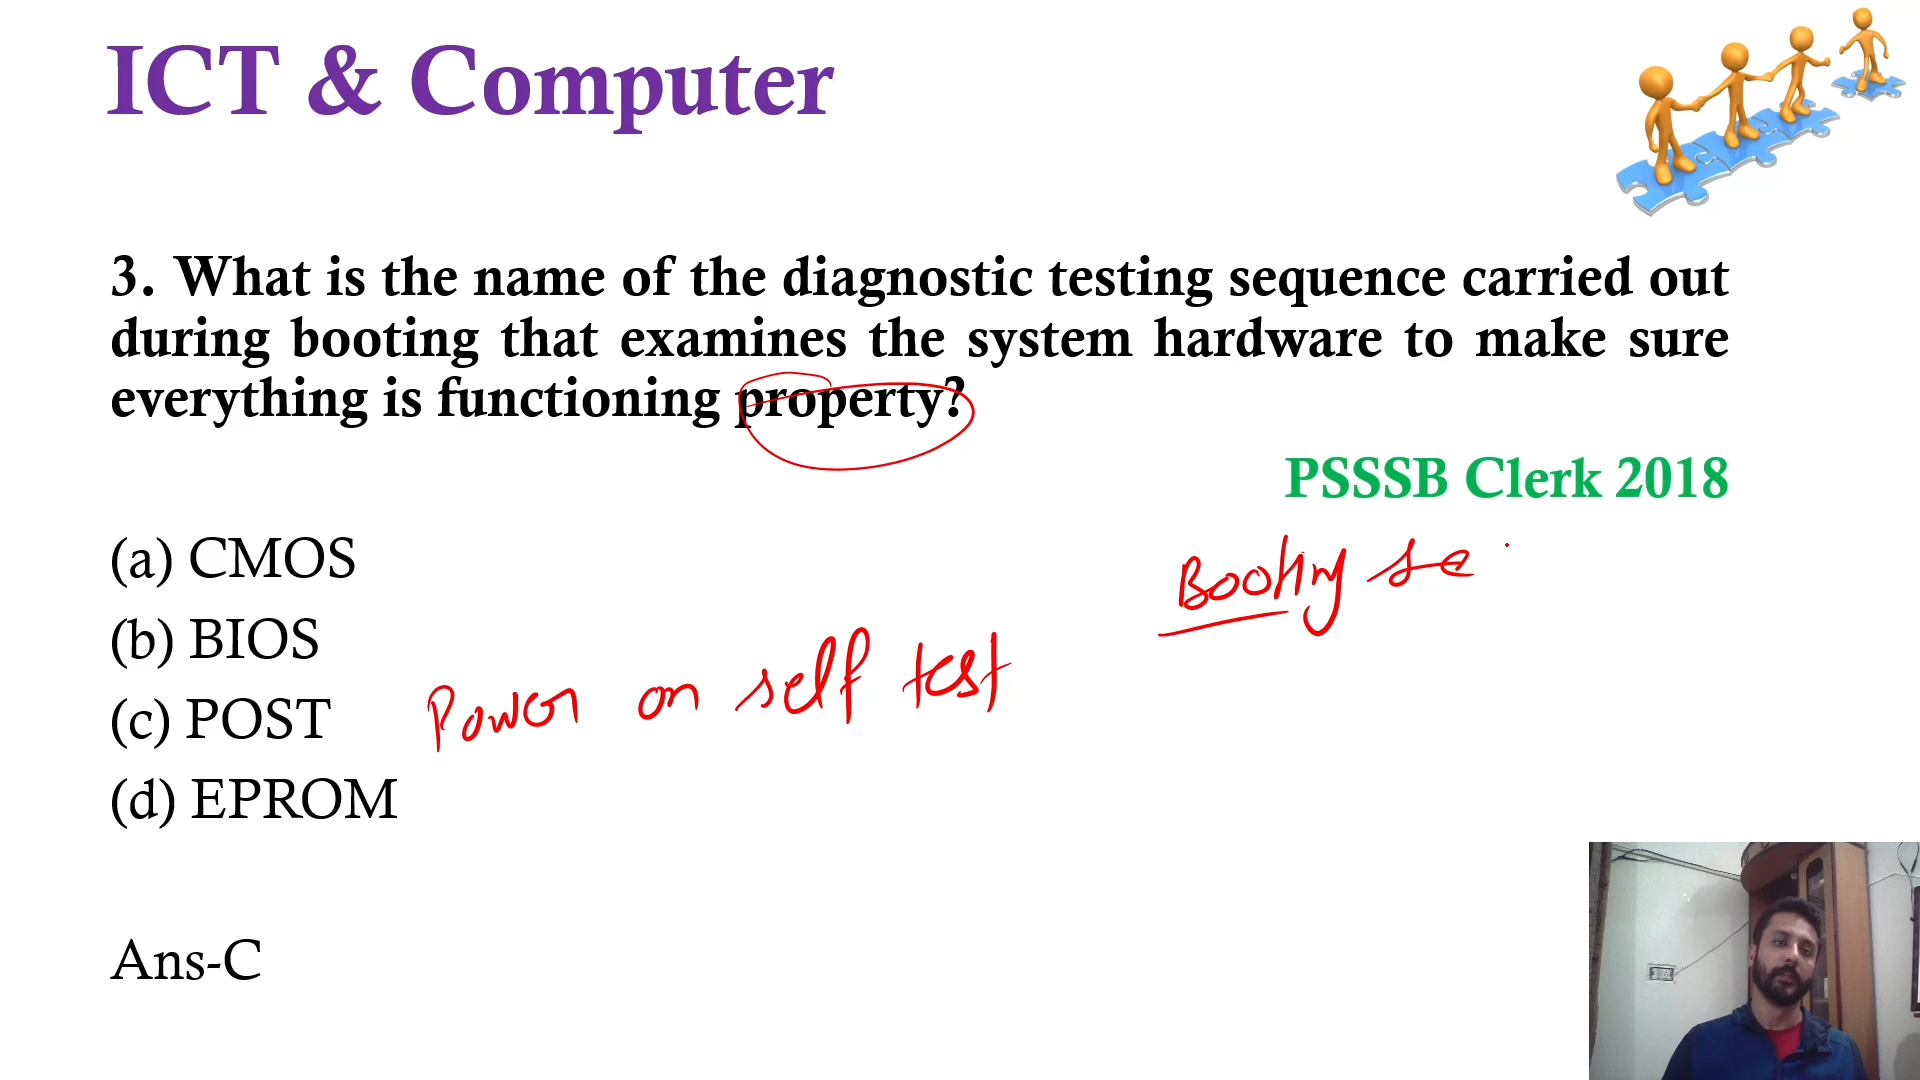 ICT & Computer
3. What is the name of the diagnostic testing sequence carried out
during booting that examines the system hardware to make sure
everything is functioning property?
PSSSB Clerk 2018
(a) CMOS
Booting se
(b) BIOS
(c) POST Power on self test
(d) EPROM
Ans-C